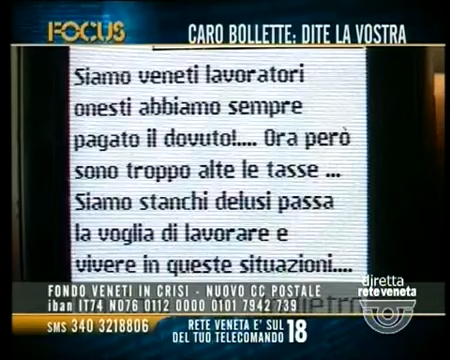 FOCUS
CARO BOLLETTE: DITE LA VOSTRA
Siamo veneti lavoratori
onesti abbiamo sempre
pagato il dovuto!.... Ora però
sono troppo alte le tasse ...
Siamo stanchi delusi passa
la voglia di lavorare e
vivere in queste situazioni....
diretta
reteveneta
FONDO VENETI IN CRISI - NUOVO CC POSTALE
iban IT74 N076 0112 0000 0101 7942 739
SMS 340 3218806
RETE VENETA E' SUL 18
DEL TUO TELECOMANDO